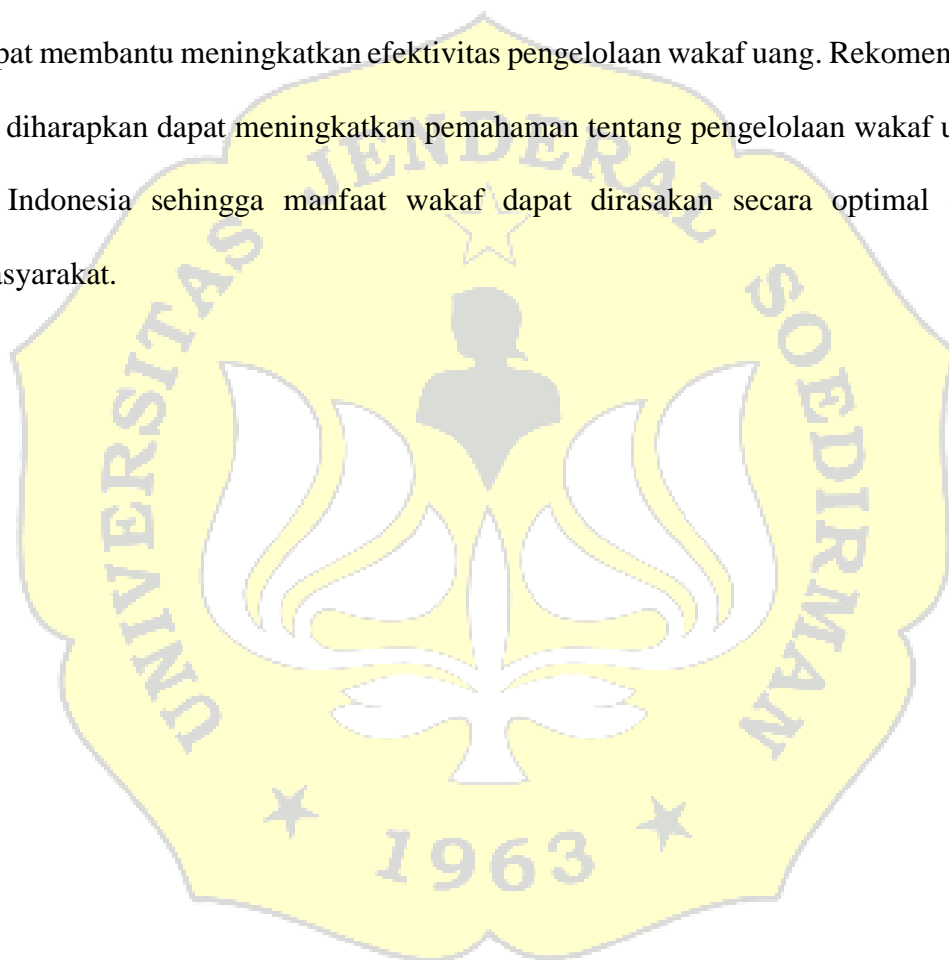 pat membantu meningkatkan efektivitas pengelolaan wakaf uang. Rekomen
diharapkan dapat meningkatkan pemahaman tentang pengelolaan wakaf u
Indonesia sehingga manfaat wakaf dapat dirasakan secara optimal
asyarakat.
UNIVERSITAS JENDERAL SOEDIRMAN
1963